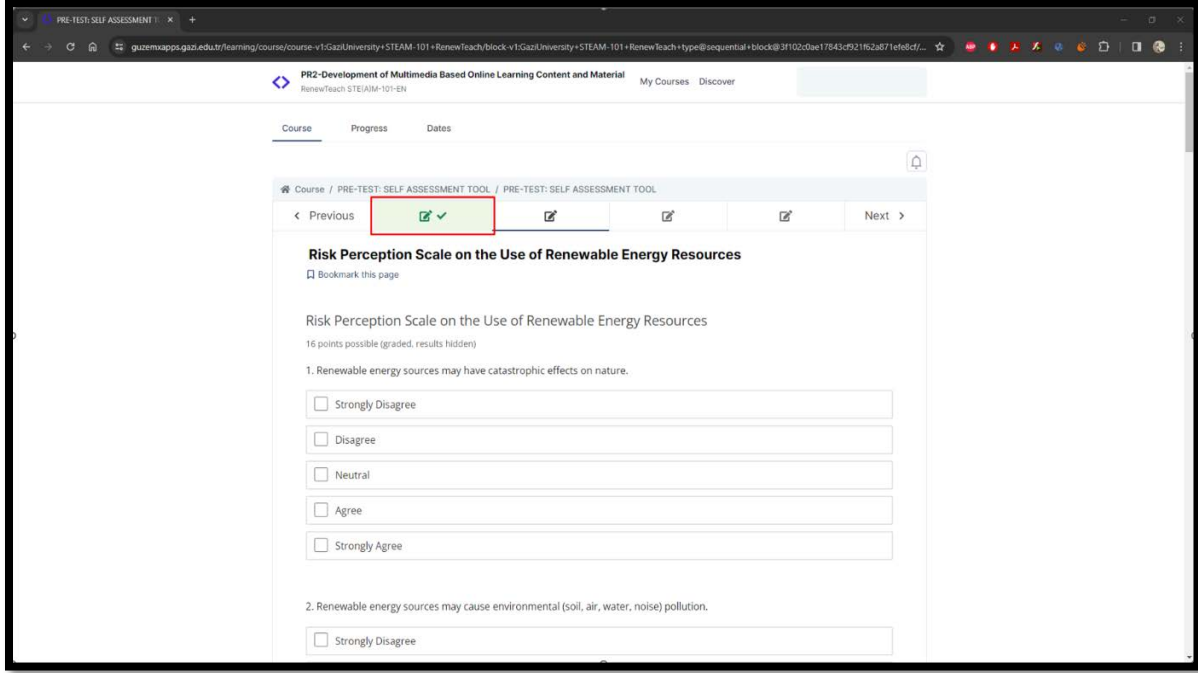 PRE-TEST: SELF ASSESSMENT T
guzemxapps.gazi.edu.tr/learning/course/course-v1:GaziUniversity+STEAM-101+RenewTeach/block-v1:GaziUniversity+STEAM-101+RenewTeach+type@sequential+block@3f102c0ae17843cf921f62a871efe8cf/...
PR2-Development of Multimedia Based Online Learning Content and Material
RenewTeach STE(A)M-101-EN
My Courses Discover
Course Progress Dates
Course / PRE-TEST: SELF ASSESSMENT TOOL / PRE-TEST: SELF ASSESSMENT TOOL
Previous Next
Risk Perception Scale on the Use of Renewable Energy Resources
Bookmark this page
Risk Perception Scale on the Use of Renewable Energy Resources
16 points possible (graded, results hidden)
1. Renewable energy sources may have catastrophic effects on nature.
Strongly Disagree
Disagree
Neutral
Agree
Strongly Agree
2. Renewable energy sources may cause environmental (soil, air, water, noise) pollution.
Strongly Disagree